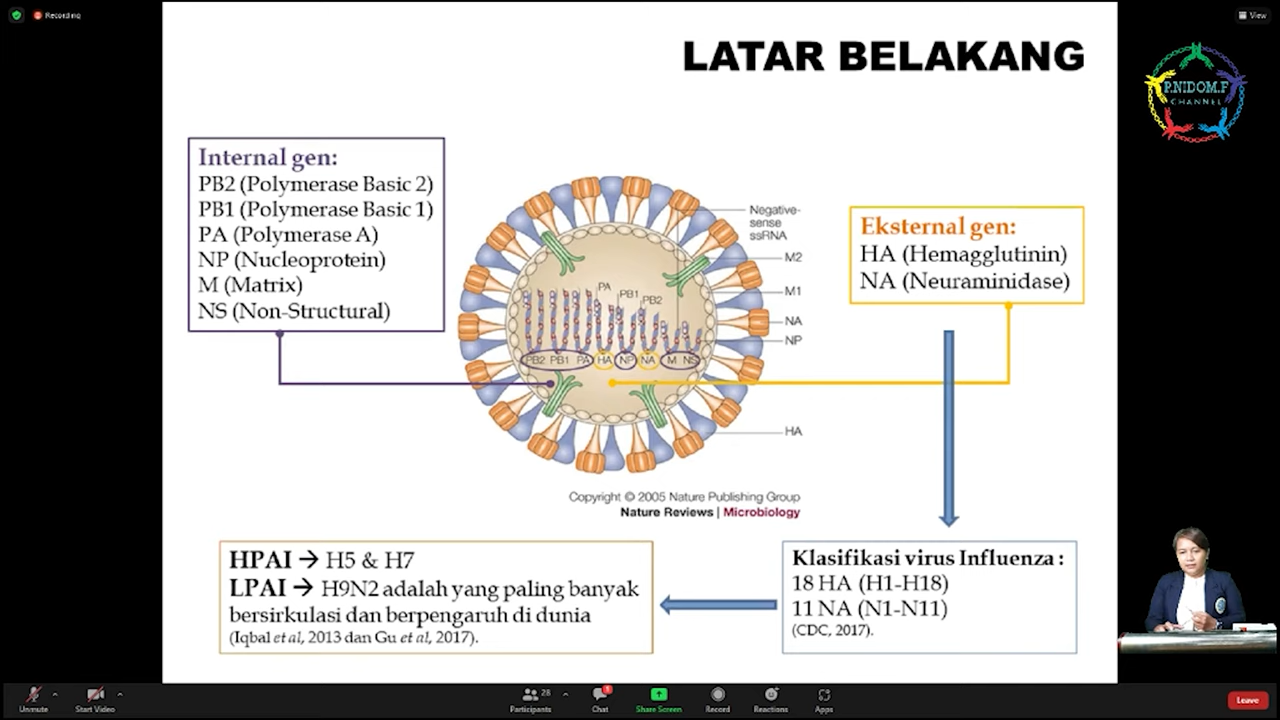 Recording
View
LATAR BELAKANG
P.NIDOM.F
CHANNEL
Internal gen:
PB2 (Polymerase Basic 2)
PB1 (Polymerase Basic 1)
PA (Polymerase A)
NP (Nucleoprotein)
M (Matrix)
NS (Non-Structural)
Negative-
sense
ssRNA
M2
M1
NA
NP
HA
PA
PB1
PB2
PB2 PB1 PA HA NP NA M NS
Eksternal gen:
HA (Hemagglutinin)
NA (Neuraminidase)
Copyright © 2005 Nature Publishing Group
Nature Reviews | Microbiology
HPAI → H5 & H7
LPAI → H9N2 adalah yang paling banyak
bersirkulasi dan berpengaruh di dunia
(Iqbal et al, 2013 dan Gu et al, 2017).
Klasifikasi virus Influenza :
18 HA (H1-H18)
11 NA (N1-N11)
(CDC, 2017).
Unmute
Start Video
28
Participants
1
Chat
Share Screen
Record
Reactions
Apps
Leave